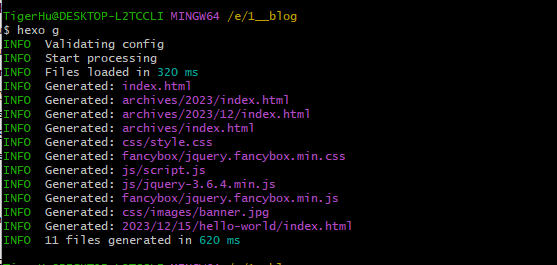 TigerHu@DESKTOP-L2TCCLI MINGW64 /e/1__blog
$ hexo g
INFO  Validating config
INFO  Start processing
INFO  Files loaded in 320 ms
INFO  Generated: index.html
INFO  Generated: archives/2023/index.html
INFO  Generated: archives/2023/12/index.html
INFO  Generated: archives/index.html
INFO  Generated: css/style.css
INFO  Generated: fancybox/jquery.fancybox.min.css
INFO  Generated: js/script.js
INFO  Generated: js/jquery-3.6.4.min.js
INFO  Generated: fancybox/jquery.fancybox.min.js
INFO  Generated: css/images/banner.jpg
INFO  Generated: 2023/12/15/hello-world/index.html
INFO  11 files generated in 620 ms